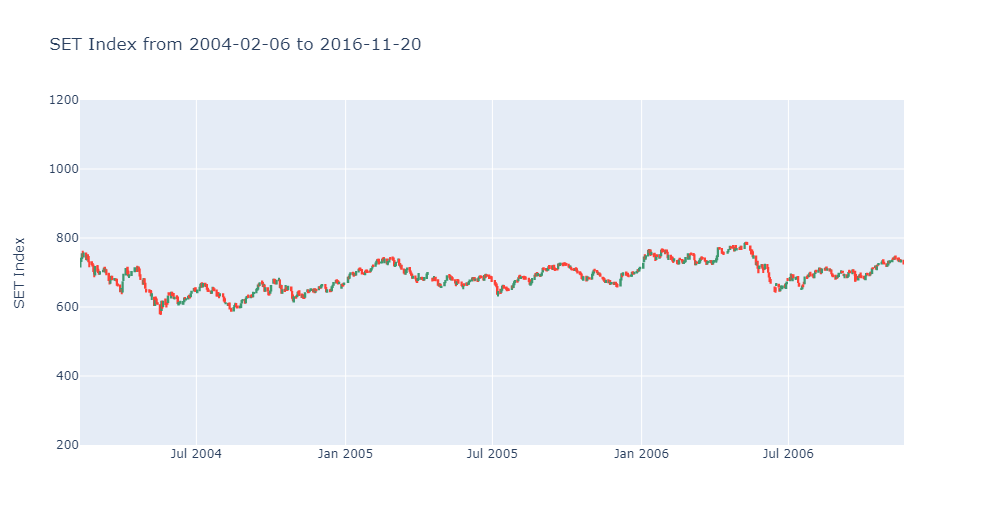 SET Index from 2004-02-06 to 2016-11-20
1200
1000
800
600
400
200
SET Index
Jul 2004
Jan 2005
Jul 2005
Jan 2006
Jul 2006